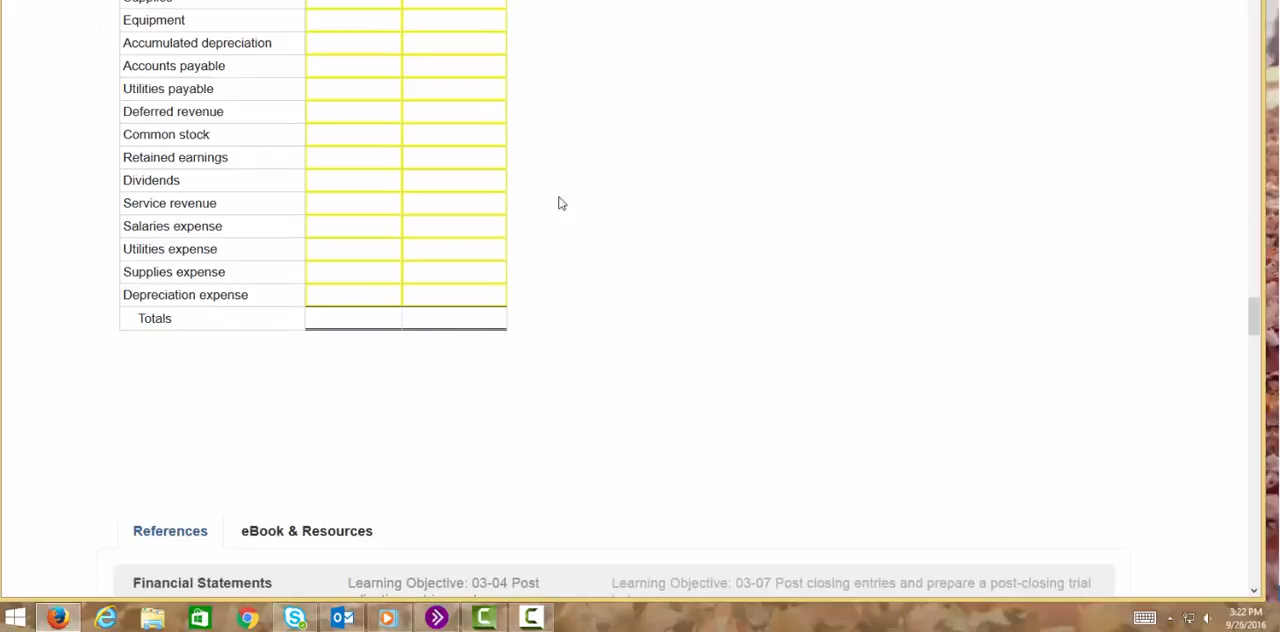 Equipment
Accumulated depreciation
Accounts payable
Utilities payable
Deferred revenue
Common stock
Retained earnings
Dividends
Service revenue
Salaries expense
Utilities expense
Supplies expense
Depreciation expense
Totals
References eBook & Resources
Financial Statements Learning Objective: 03-04 Post Learning Objective: 03-07 Post closing entries and prepare a post-closing trial
3:22 PM
9/26/2016